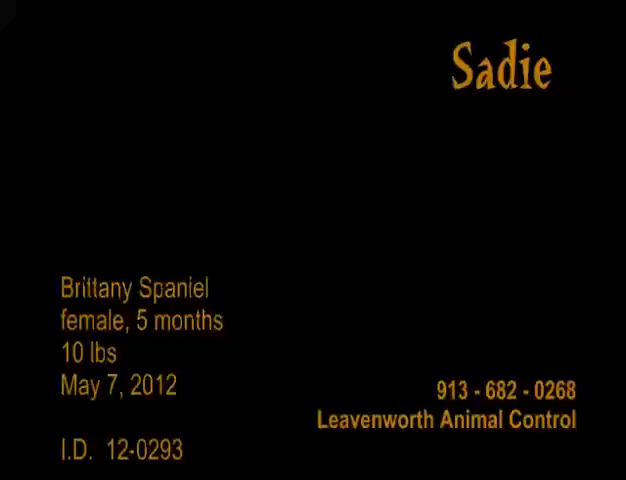 Sadie
Brittany Spaniel
female, 5 months
10 lbs
May 7, 2012
I.D. 12-0293
913 - 682 - 0268
Leavenworth Animal Control